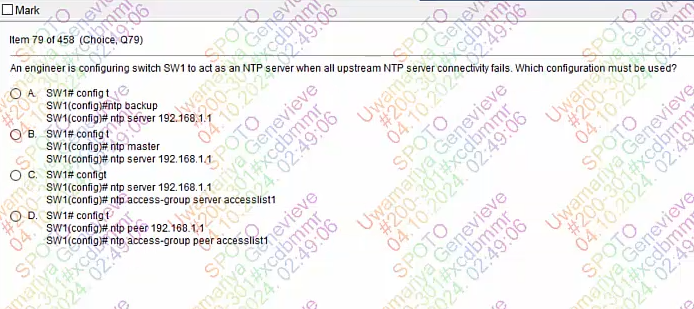 Mark
Item 79 of 458 (Choice, Q79)
An engineer is configuring switch SW1 to act as an NTP server when all upstream NTP server connectivity fails. Which configuration must be used?
A. SW1# config t
SW1(config)#ntp backup
SW1(config)# ntp server 192.168.1.1
B. SW1# config t
SW1(config)# ntp master
SW1(config)# ntp server 192.168.1.1
C. SW1# configt
SW1(config)# ntp server 192.168.1.1
SW1(config)# ntp access-group server accesslist1
D. SW1# config t
SW1(config)# ntp peer 192.168.1.1
SW1(config)# ntp access-group peer accesslist1
SPOTO Genevieve
Uwamariya
#200-301#xcdbmmr
04.10.2024. 02:49:06